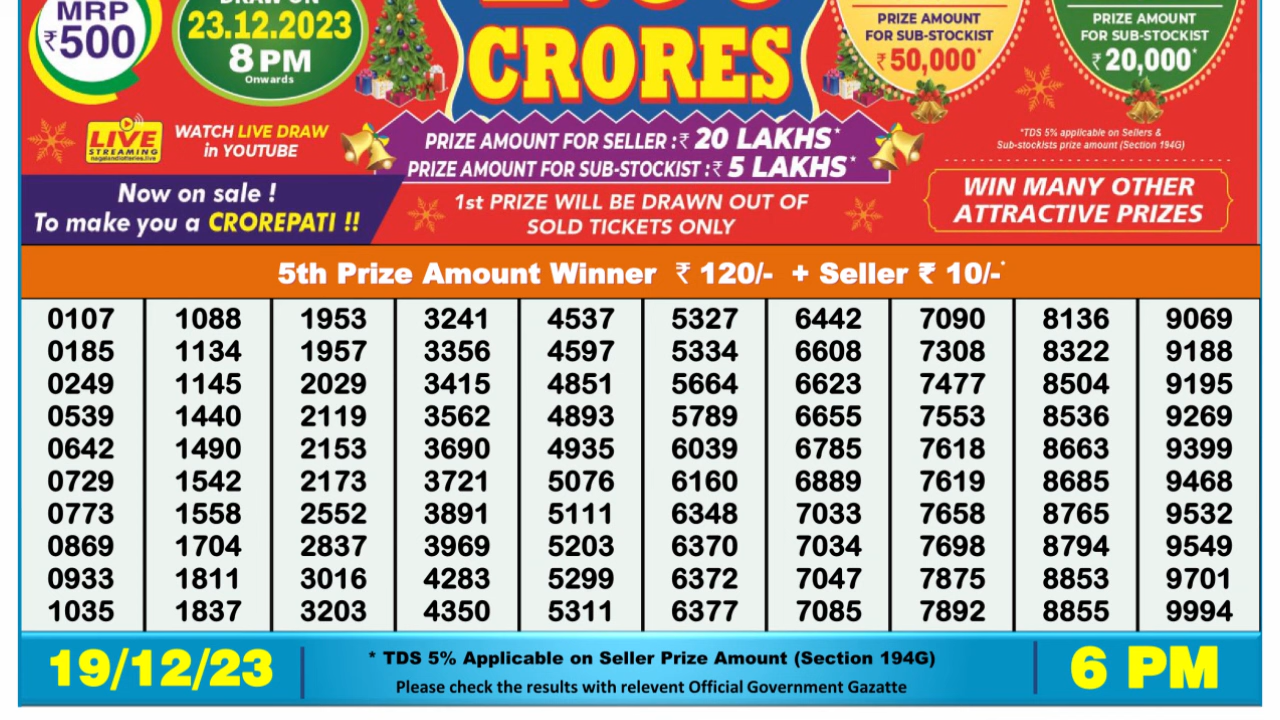 MRP
₹500
DRAW ON
23.12.2023
8 PM
Onwards
CRORES
PRIZE AMOUNT
FOR SUB-STOCKIST
₹ 50,000*
PRIZE AMOUNT
FOR SUB-STOCKIST
₹ 20,000*
LIVE
STREAMING
nagalandlotteries.live
WATCH LIVE DRAW
in YOUTUBE
PRIZE AMOUNT FOR SELLER :₹ 20 LAKHS*
PRIZE AMOUNT FOR SUB-STOCKIST :₹ 5 LAKHS*
*TDS 5% applicable on Sellers &
Sub-stockists prize amount (Section 194G)
Now on sale !
To make you a CROREPATI !!
1st PRIZE WILL BE DRAWN OUT OF
SOLD TICKETS ONLY
WIN MANY OTHER
ATTRACTIVE PRIZES
5th Prize Amount Winner ₹ 120/- + Seller ₹ 10/-*
0107 1088 1953 3241 4537 5327 6442 7090 8136 9069
0185 1134 1957 3356 4597 5334 6608 7308 8322 9188
0249 1145 2029 3415 4851 5664 6623 7477 8504 9195
0539 1440 2119 3562 4893 5789 6655 7553 8536 9269
0642 1490 2153 3690 4935 6039 6785 7618 8663 9399
0729 1542 2173 3721 5076 6160 6889 7619 8685 9468
0773 1558 2552 3891 5111 6348 7033 7658 8765 9532
0869 1704 2837 3969 5203 6370 7034 7698 8794 9549
0933 1811 3016 4283 5299 6372 7047 7875 8853 9701
1035 1837 3203 4350 5311 6377 7085 7892 8855 9994
19/12/23
* TDS 5% Applicable on Seller Prize Amount (Section 194G)
Please check the results with relevent Official Government Gazatte
6 PM